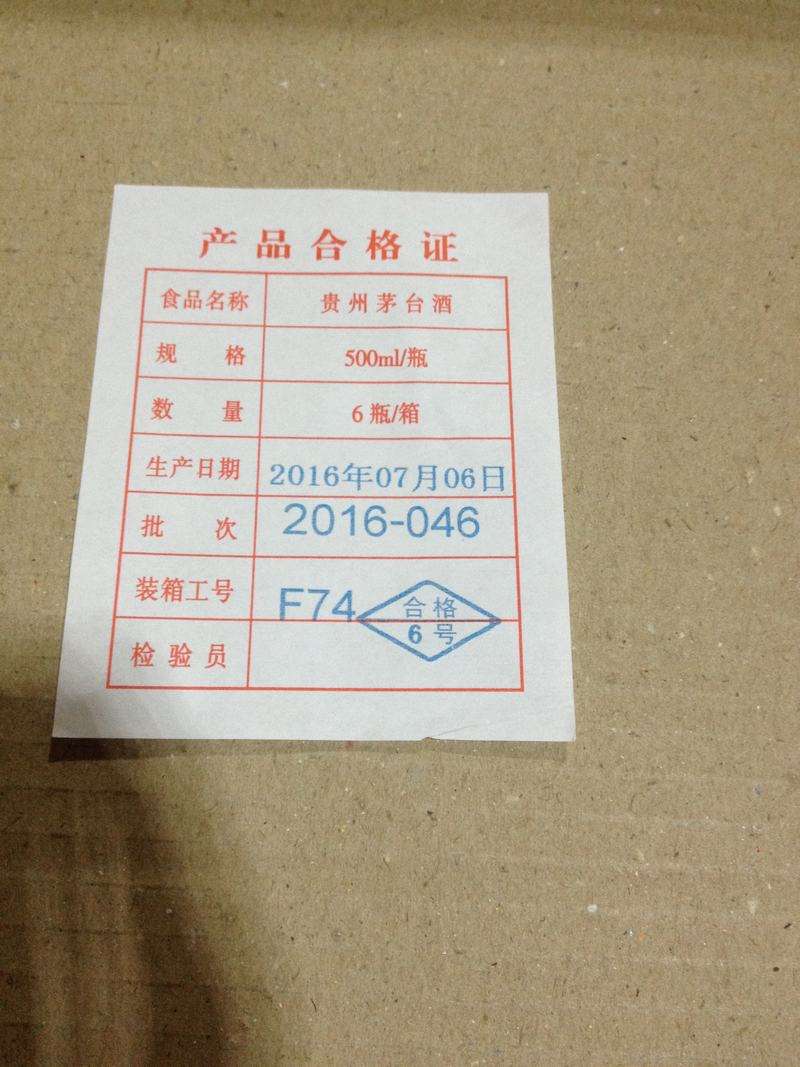 产品合格证
食品名称 贵州茅台酒
规格 500ml/瓶
数量 6瓶/箱
生产日期 2016年07月06日
批次 2016-046
装箱工号 F74
合格
6号
检验员